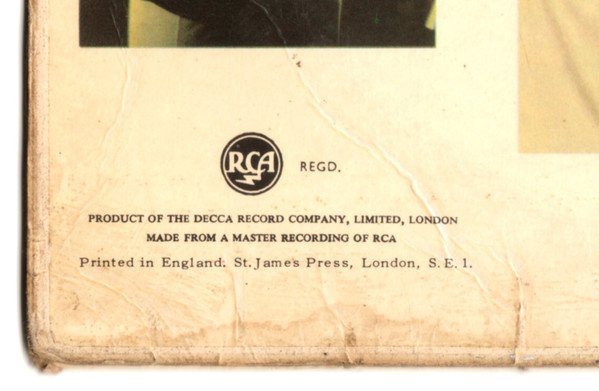 RCA REGD.
PRODUCT OF THE DECCA RECORD COMPANY, LIMITED, LONDON
MADE FROM A MASTER RECORDING OF RCA
Printed in England. St. James Press, London, S.E.1.